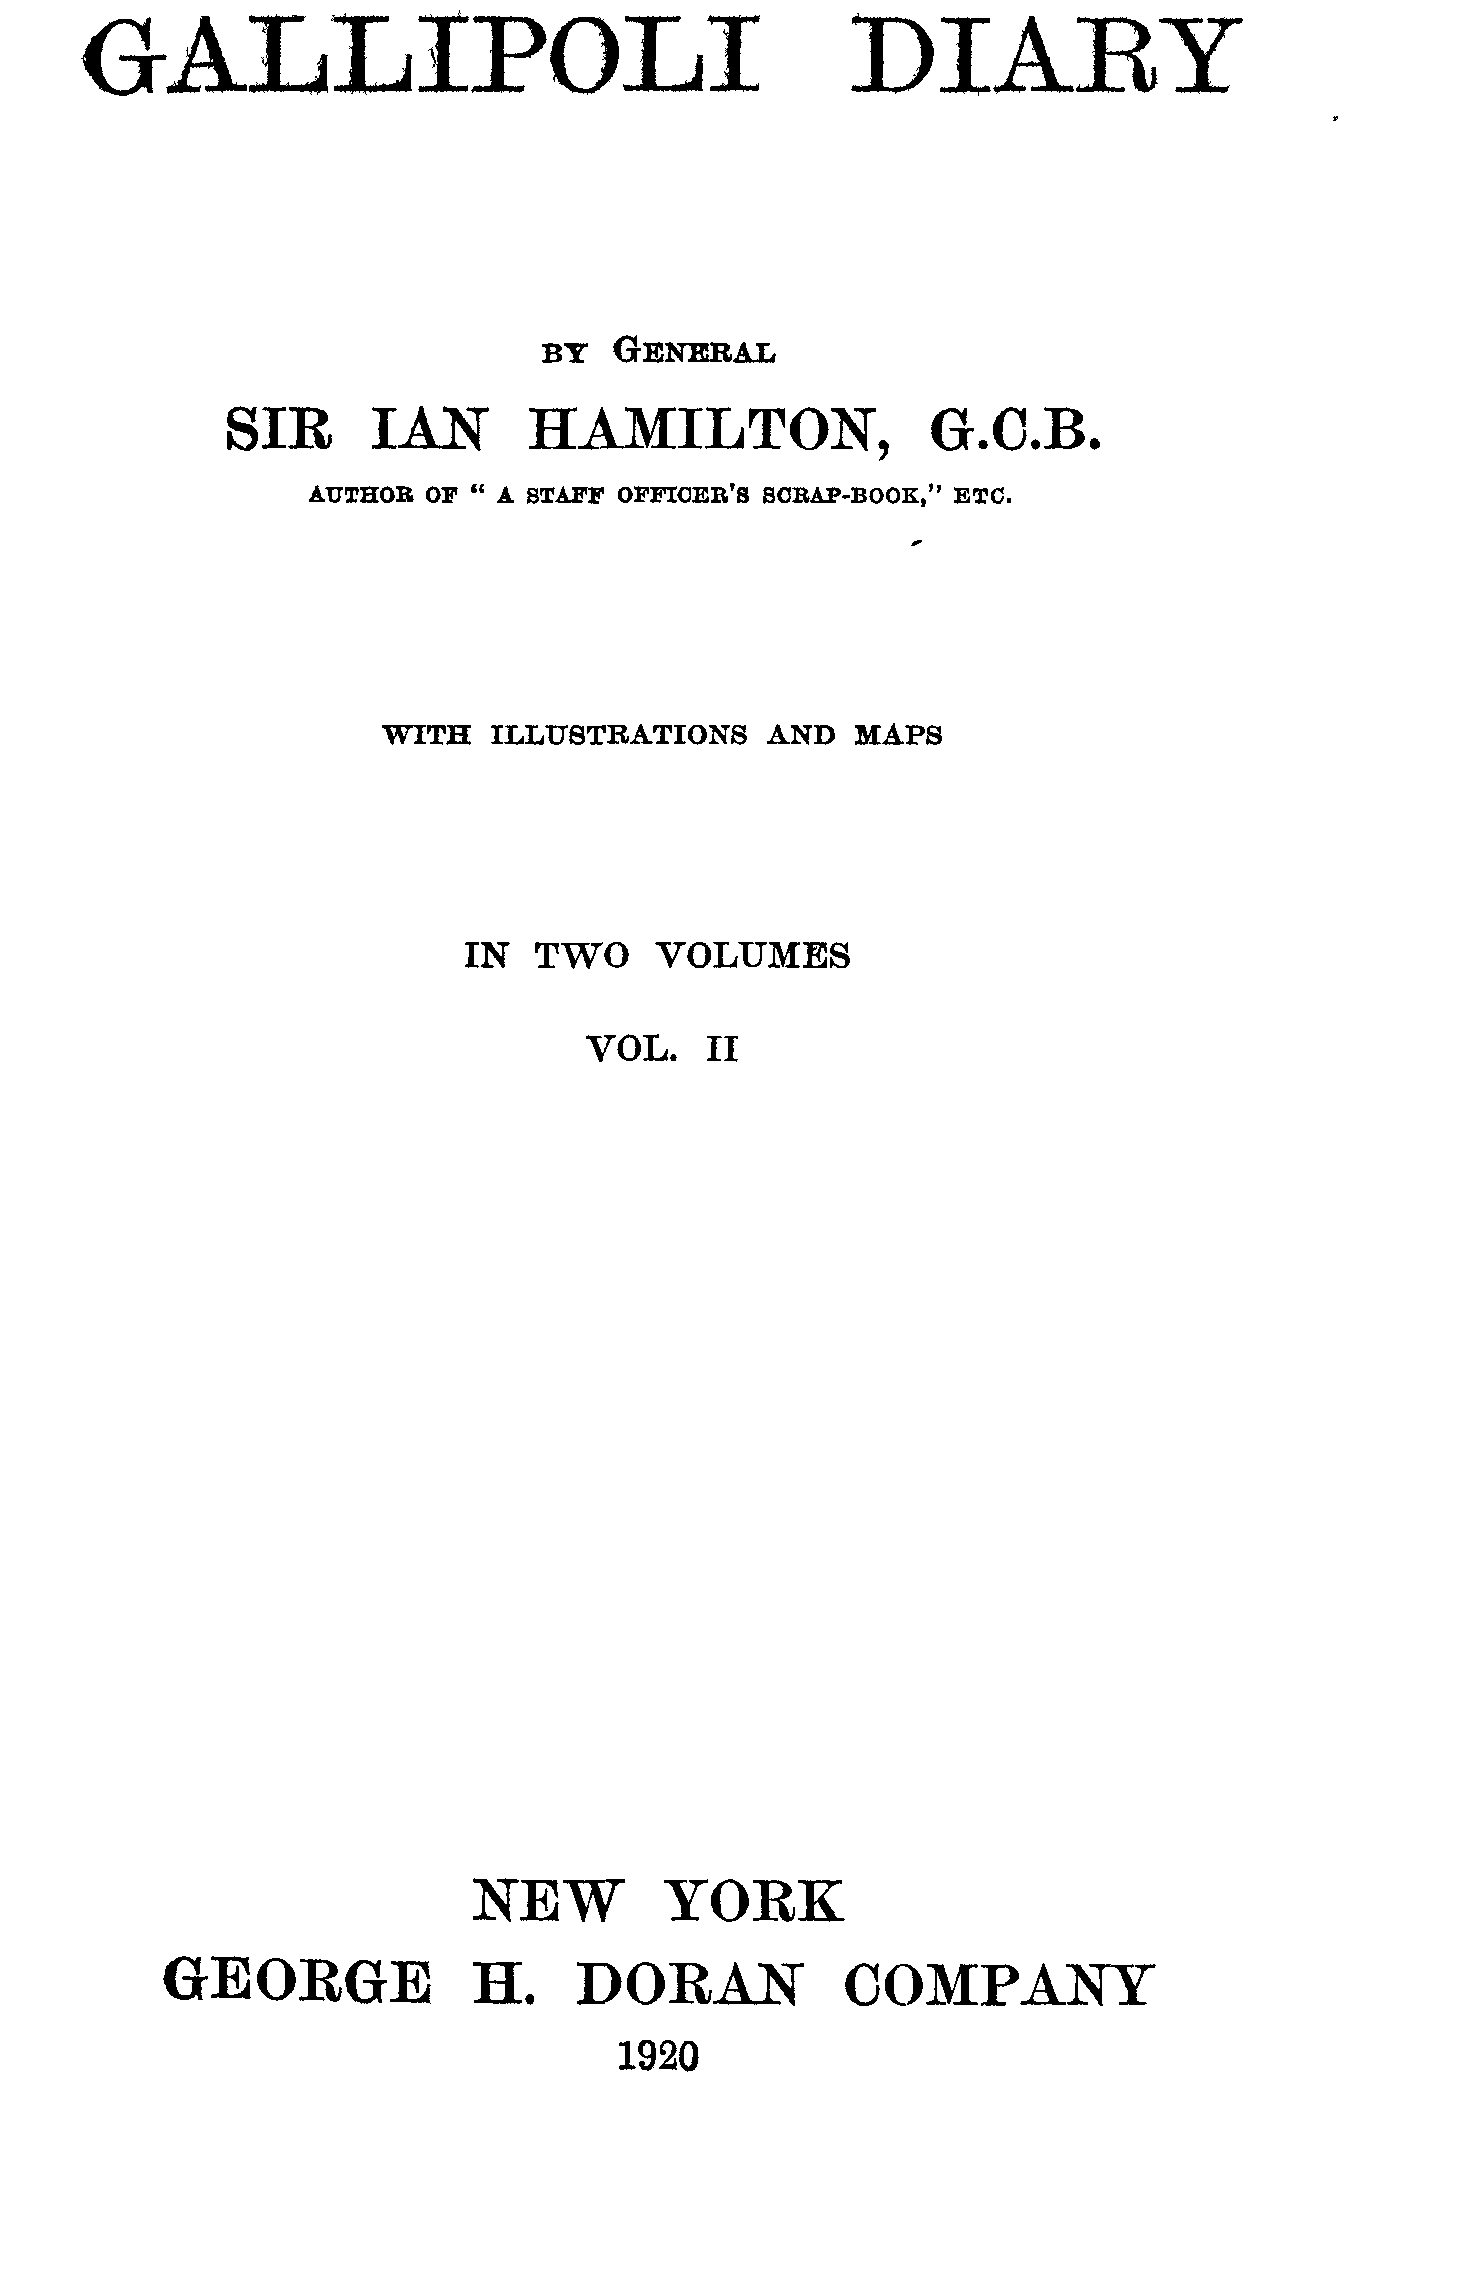 GALLIPOLI DIARY
BY GENERAL
SIR IAN HAMILTON, G.C.B.
AUTHOR OF “ A STAFF OFFICER'S SCRAP-BOOK,” ETC.
WITH ILLUSTRATIONS AND MAPS
IN TWO VOLUMES
VOL. II
NEW YORK
GEORGE H. DORAN COMPANY
1920